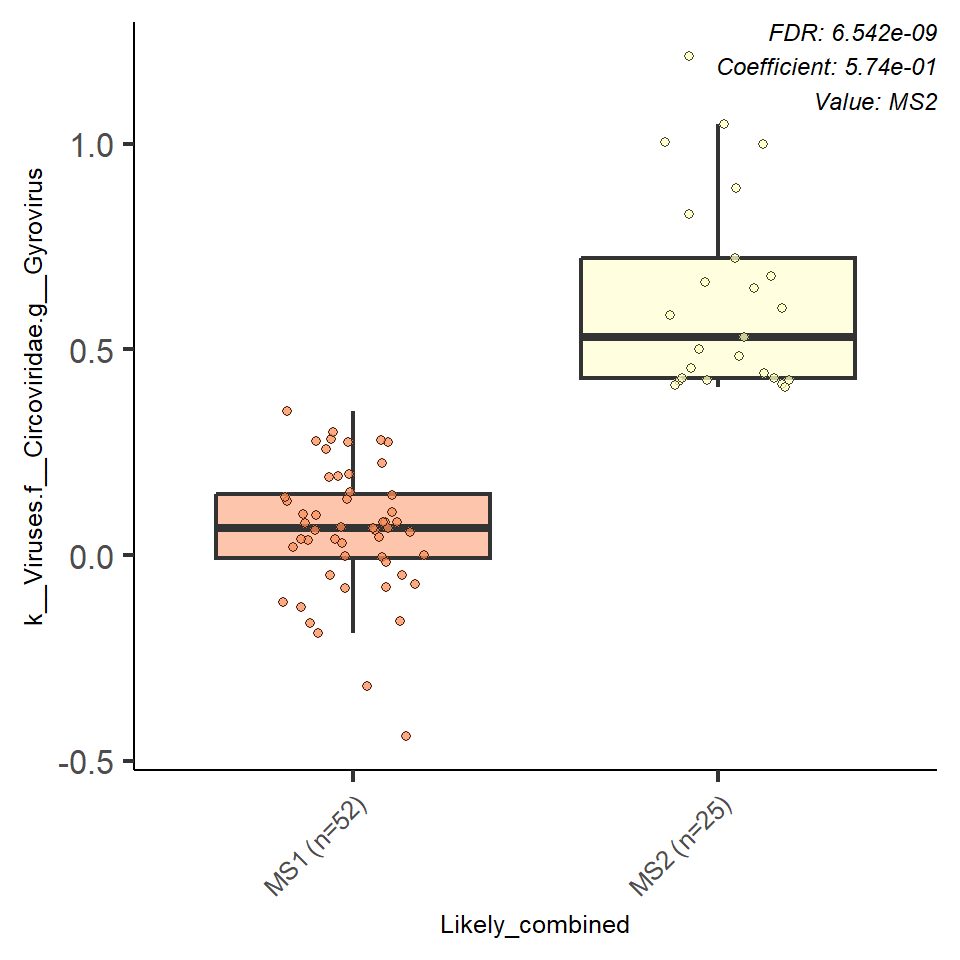 FDR: 6.542e-09
Coefficient: 5.74e-01
Value: MS2
k__Viruses.f__Circoviridae.g__Gyrovirus
1.0
0.5
0.0
-0.5
MS1 (n=52)
MS2 (n=25)
Likely_combined